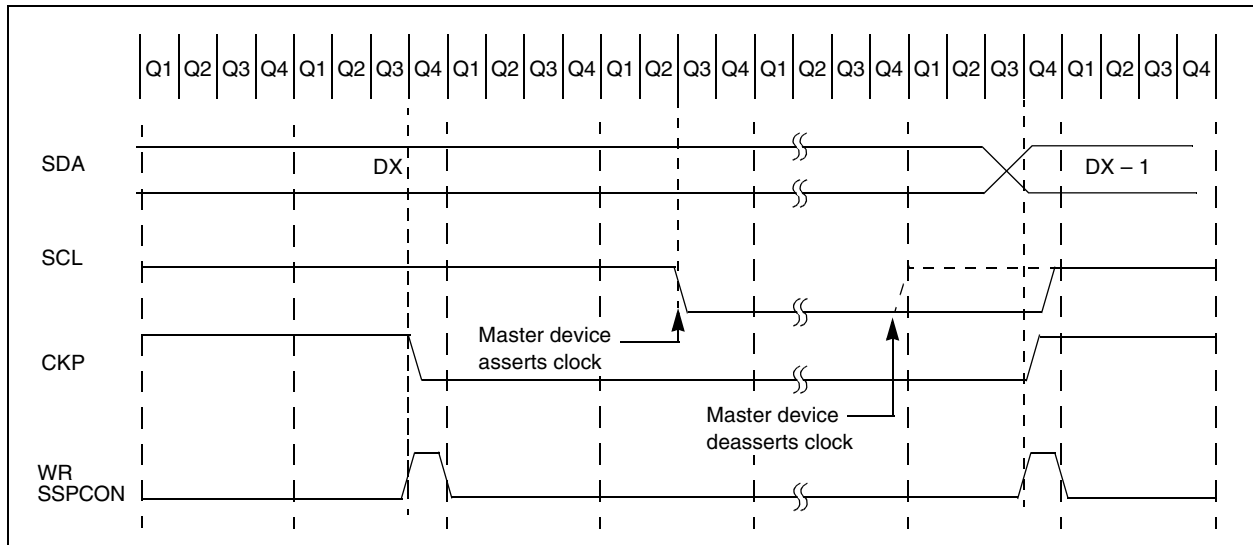 Q1 Q2 Q3 Q4 Q1 Q2 Q3 Q4 Q1 Q2 Q3 Q4 Q1 Q2 Q3 Q4 Q1 Q2 Q3 Q4 Q1 Q2 Q3 Q4 Q1 Q2 Q3 Q4
SDA
DX
DX – 1
SCL
Master device
asserts clock
CKP
Master device
deasserts clock
WR
SSPCON